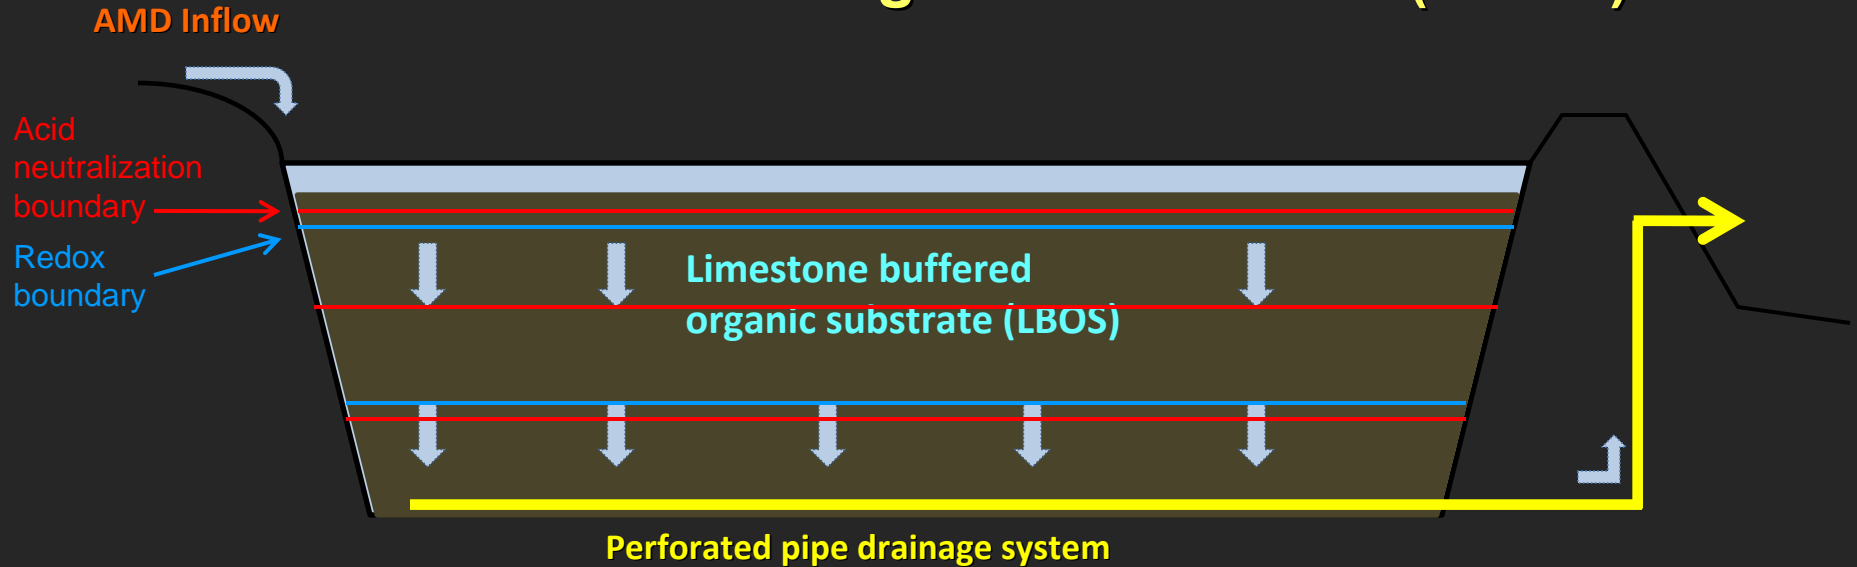 AMD Inflow
Acid
neutralization
boundary
Redox
boundary
Limestone buffered
organic substrate (LBOS)
Perforated pipe drainage system